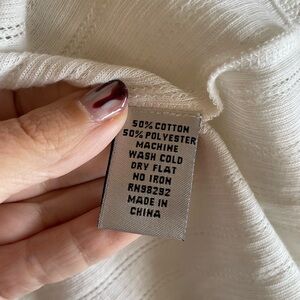 50% COTTON
50% POLYESTER
MACHINE
WASH COLD
DRY FLAT
NO IRON
RN98292
MADE IN
CHINA